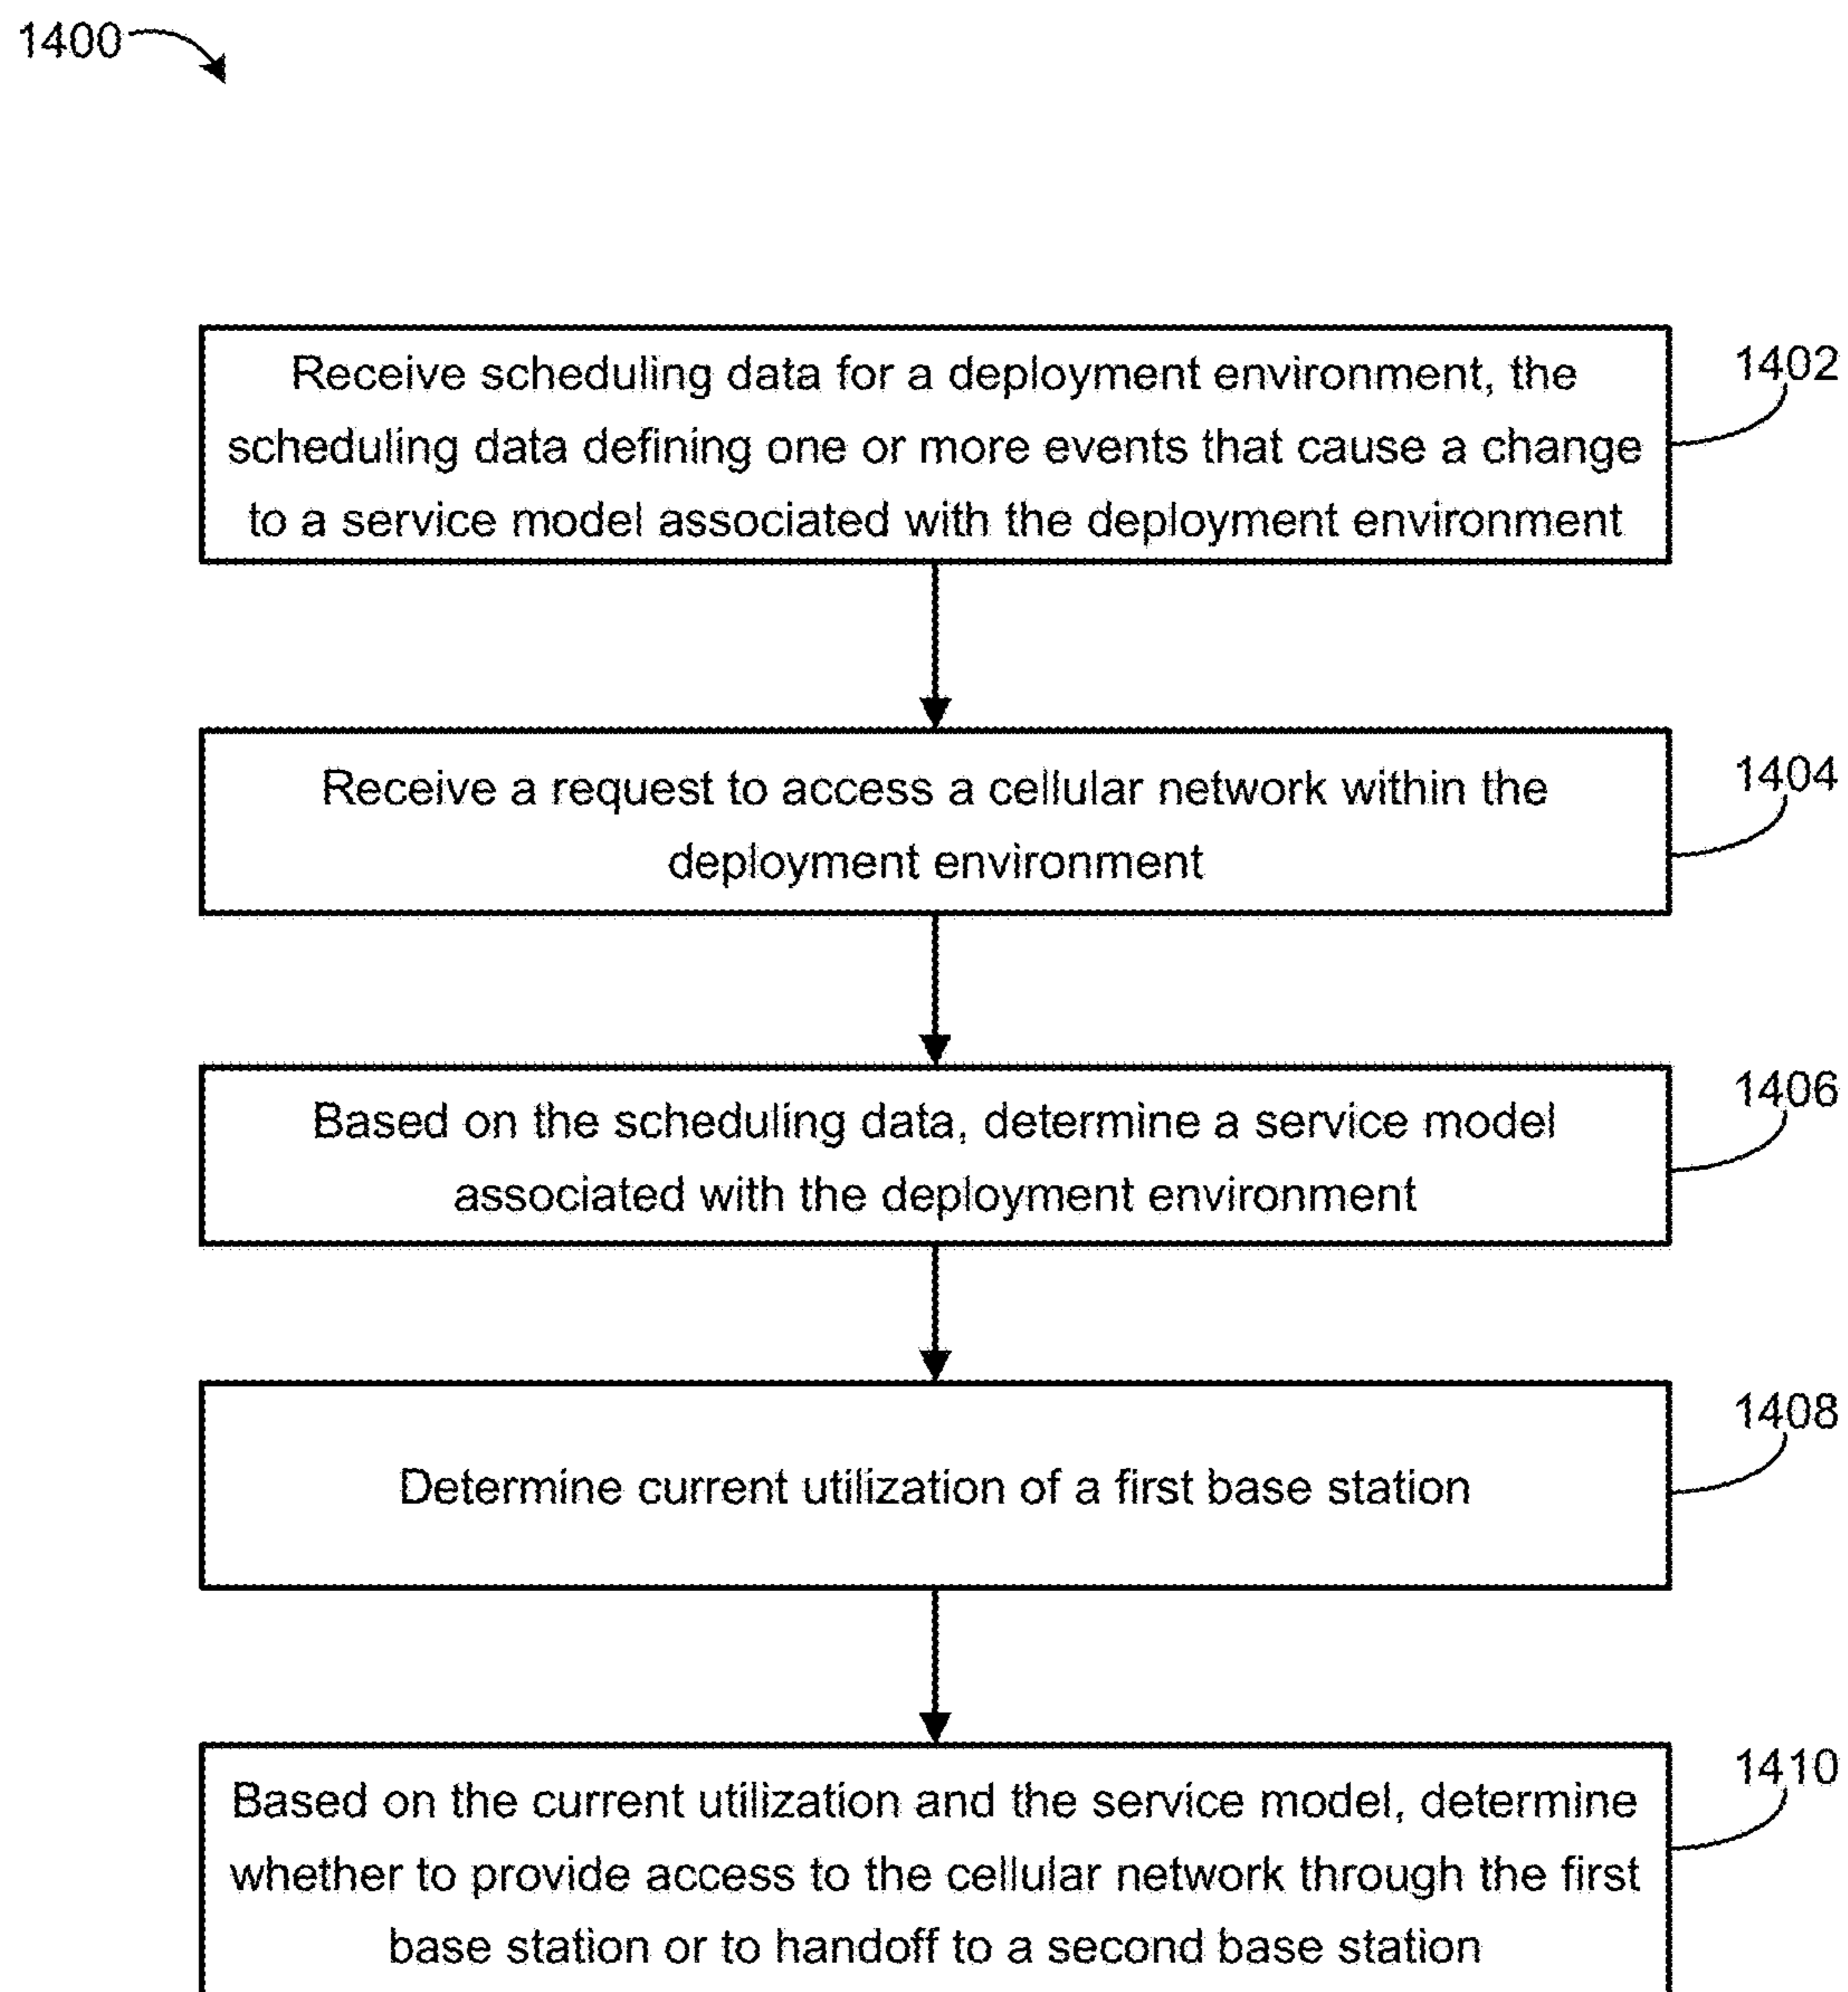 1400
Receive scheduling data for a deployment environment, the
scheduling data defining one or more events that cause a change
to a service model associated with the deployment environment
1402
Receive a request to access a cellular network within the
deployment environment
1404
Based on the scheduling data, determine a service model
associated with the deployment environment
1406
Determine current utilization of a first base station
1408
Based on the current utilization and the service model, determine
whether to provide access to the cellular network through the first
base station or to handoff to a second base station
1410